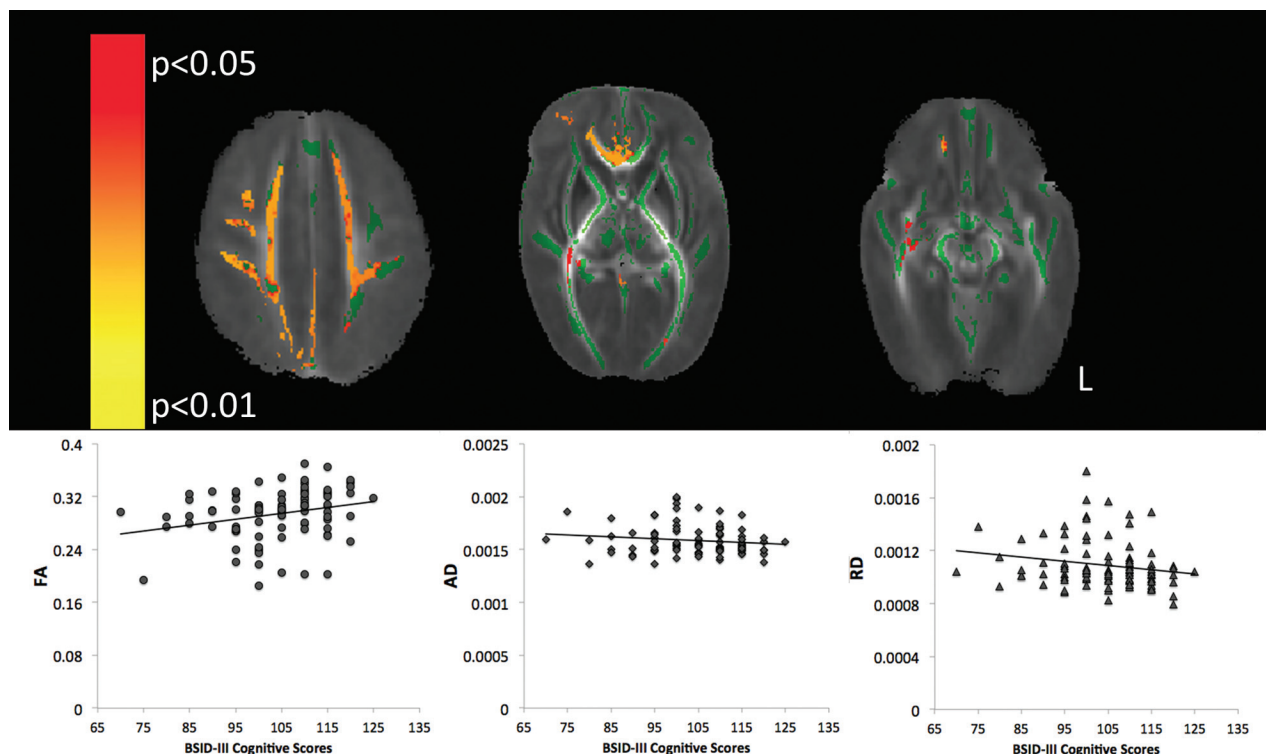 p<0.05
p<0.01
L
0.4
0.32
0.24
0.16
0.08
0
FA
65 75 85 95 105 115 125 135
BSID-III Cognitive Scores
0.0025
0.002
0.0015
0.001
0.0005
0
AD
65 75 85 95 105 115 125 135
BSID-III Cognitive Scores
0.002
0.0016
0.0012
0.0008
0.0004
0
RD
65 75 85 95 105 115 125 135
BSID-III Cognitive Scores